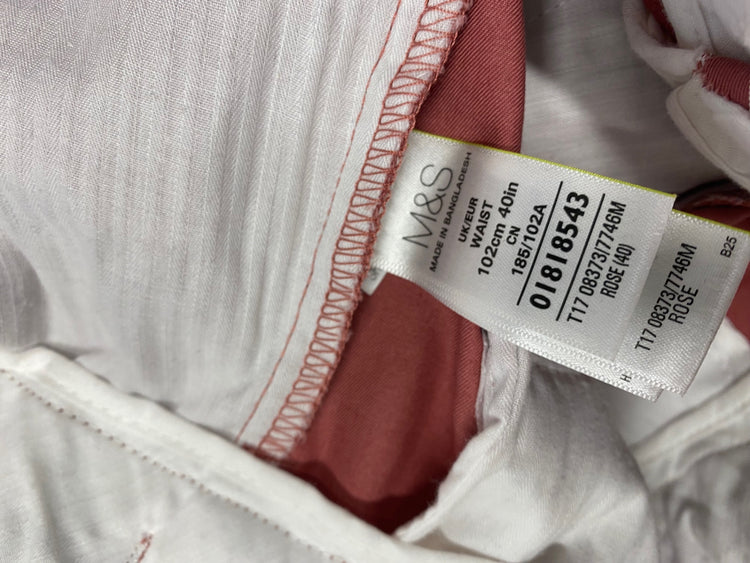 M&S
MADE IN BANGLADESH
UK/EUR
WAIST
102cm 40in
CN
185/102A
01818543
T17 08373/7746M
ROSE (40)
H.
T17 08373/7746M
ROSE
B25